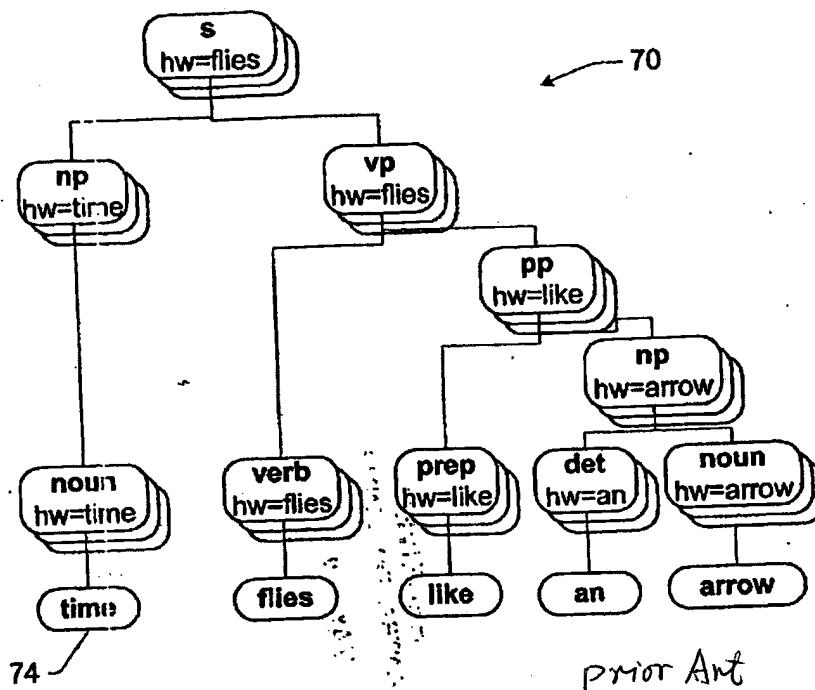 s
hw=flies
70
np
hw=time
vp
hw=flies
pp
hw=like
np
hw=arrow
noun
hw=time
verb
hw=flies
prep
hw=like
det
hw=an
noun
hw=arrow
time
flies
like
an
arrow
74
prior Art